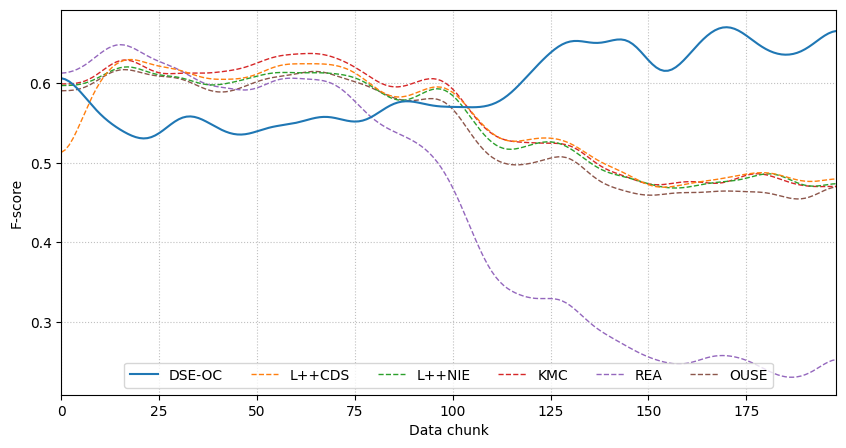 F-score
0.6
0.5
0.4
0.3
DSE-OC L++CDS L++NIE KMC REA OUSE
0 25 50 75 100 125 150 175
Data chunk